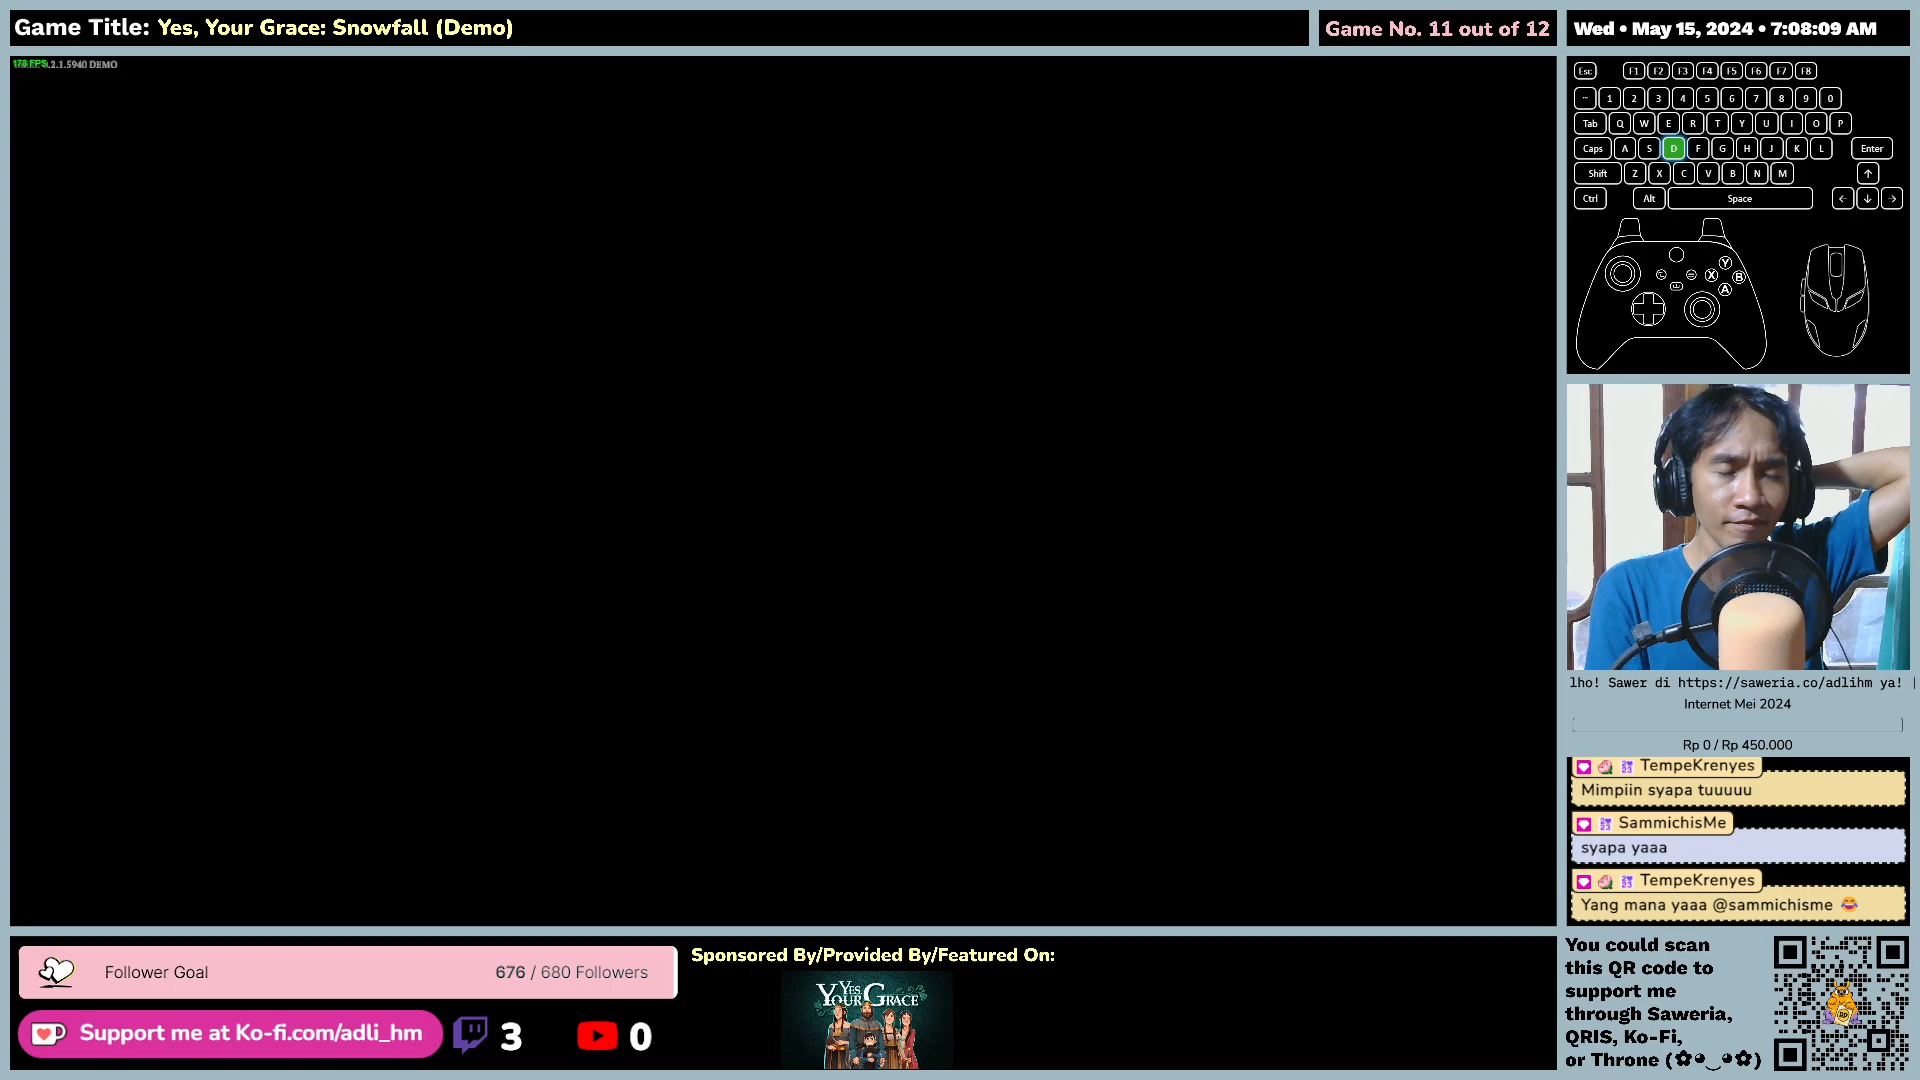 Game Title: Yes, Your Grace: Snowfall (Demo)
Game No. 11 out of 12
Wed • May 15, 2024 • 7:08:09 AM
178 FPS
.2.1.5940 DEMO
Esc F1 F2 F3 F4 F5 F6 F7 F8
~ 1 2 3 4 5 6 7 8 9 0
Tab Q W E R T Y U I O P
Caps A S D F G H J K L Enter
Shift Z X C V B N M ↑
Ctrl Alt Space ← ↓ →
Y
X B
A
lho! Sawer di https://saweria.co/adlihm ya! |
Internet Mei 2024
Rp 0 / Rp 450.000
TempeKrenyes
Mimpiin syapa tuuuuu
SammichisMe
syapa yaaa
TempeKrenyes
Yang mana yaaa @sammichisme 😂
Follower Goal 676 / 680 Followers
Support me at Ko-fi.com/adli_hm
3 0
Sponsored By/Provided By/Featured On:
YES,
YOUR GRACE
You could scan
this QR code to
support me
through Saweria,
QRIS, Ko-Fi,
or Throne (✿◕‿◕✿)